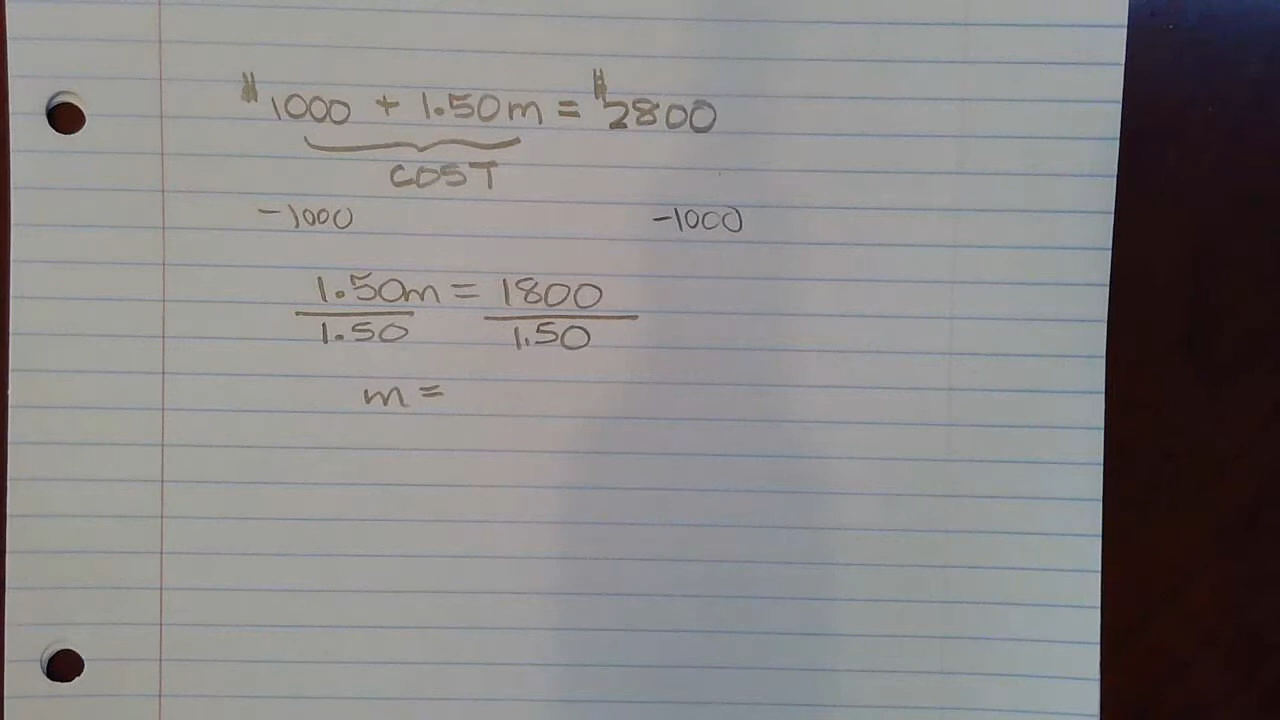 $1000 + 1.50m = $2800
COST
-1000 -1000
1.50m = 1800
1.50 1.50
m =